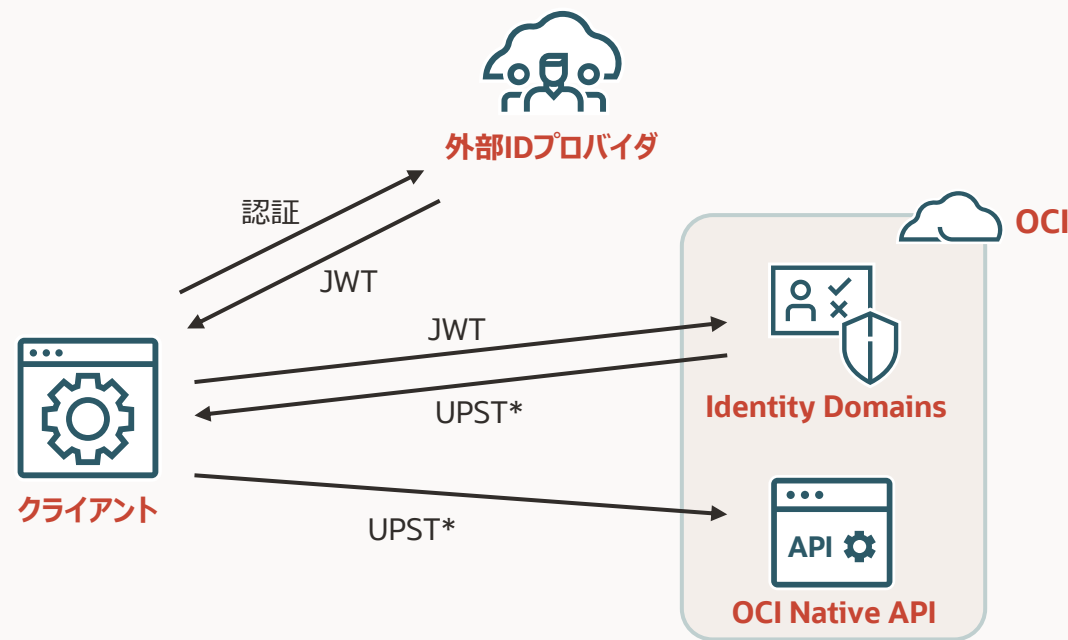 外部IDプロバイダ
認証
JWT
OCI
JWT
UPST*
Identity Domains
クライアント
UPST*
API
OCI Native API